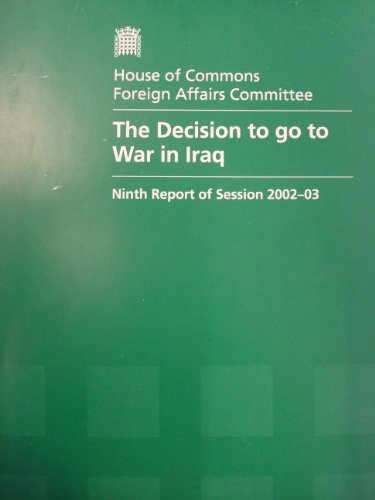 House of Commons
Foreign Affairs Committee
The Decision to go to
War in Iraq
Ninth Report of Session 2002–03